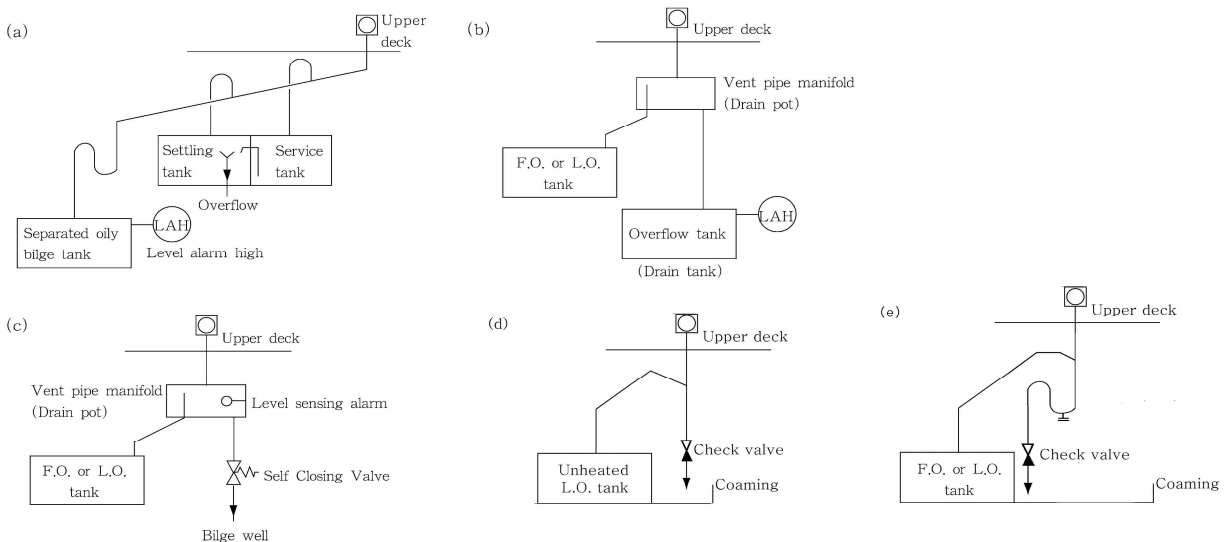 (a)
Upper
deck
Settling
tank
Service
tank
Overflow
LAH
Separated oily
bilge tank
Level alarm high
(b)
Upper deck
Vent pipe manifold
(Drain pot)
F.O. or L.O.
tank
LAH
Overflow tank
(Drain tank)
(c)
Upper deck
Vent pipe manifold
(Drain pot)
Level sensing alarm
F.O. or L.O.
tank
Self Closing Valve
Bilge well
(d)
Upper deck
Check valve
Unheated
L.O. tank
Coaming
(e)
Upper deck
Check valve
F.O. or L.O.
tank
Coaming